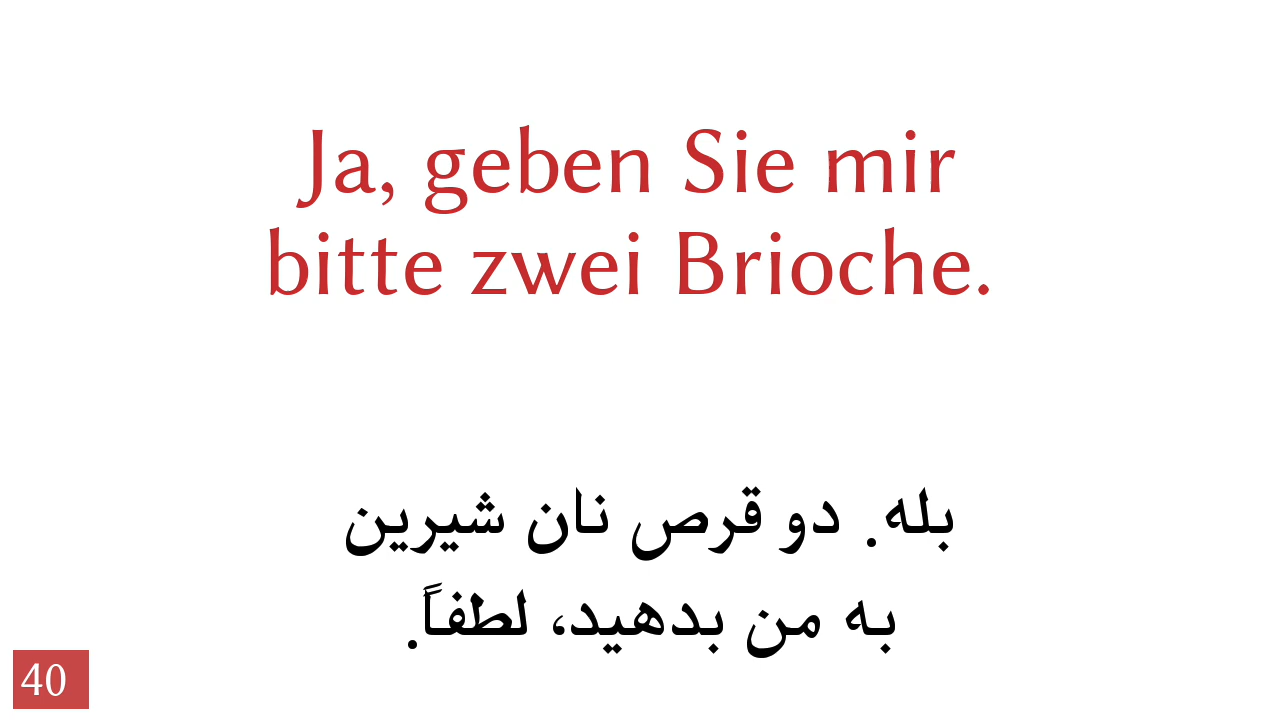 Ja, geben Sie mir
bitte zwei Brioche.
بله. دو قرص نان شیرین
به من بدهید، لطفاً.
40